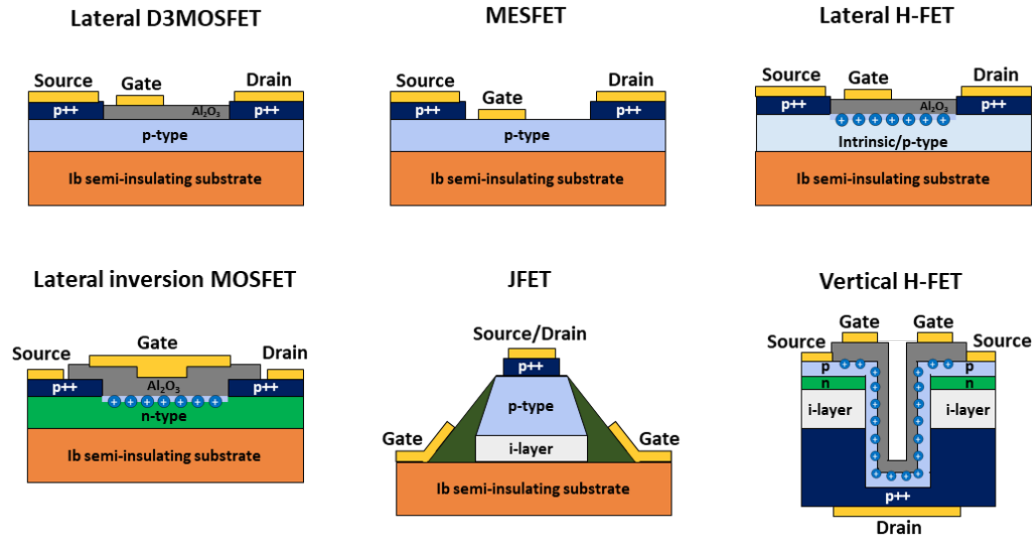 Lateral D3MOSFET
MESFET
Lateral H-FET
Source
Gate
Drain
p++
Al₂O₃
p++
p-type
Ib semi-insulating substrate
Source
Gate
Drain
p++
p++
p-type
Ib semi-insulating substrate
Source
Gate
Drain
p++
Al₂O₃
p++
+ + + + + + +
Intrinsic/p-type
Ib semi-insulating substrate
Lateral inversion MOSFET
JFET
Vertical H-FET
Source
Gate
Drain
p++
Al₂O₃
p++
+ + + + + + +
n-type
Ib semi-insulating substrate
Source/Drain
p++
p-type
Gate
Gate
i-layer
Ib semi-insulating substrate
Gate
Gate
Source
Source
p
p
n
n
i-layer
i-layer
p++
Drain